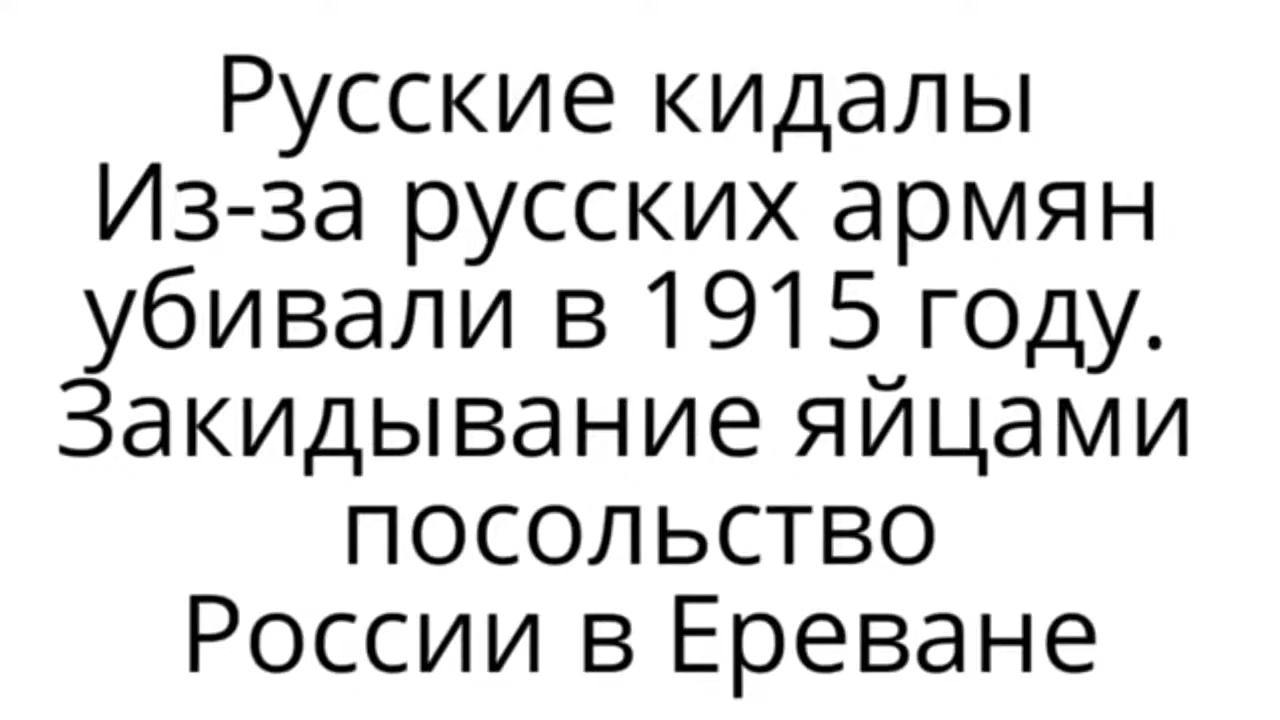 Русские кидалы
Из-за русских армян
убивали в 1915 году.
Закидывание яйцами
посольство
России в Ереване